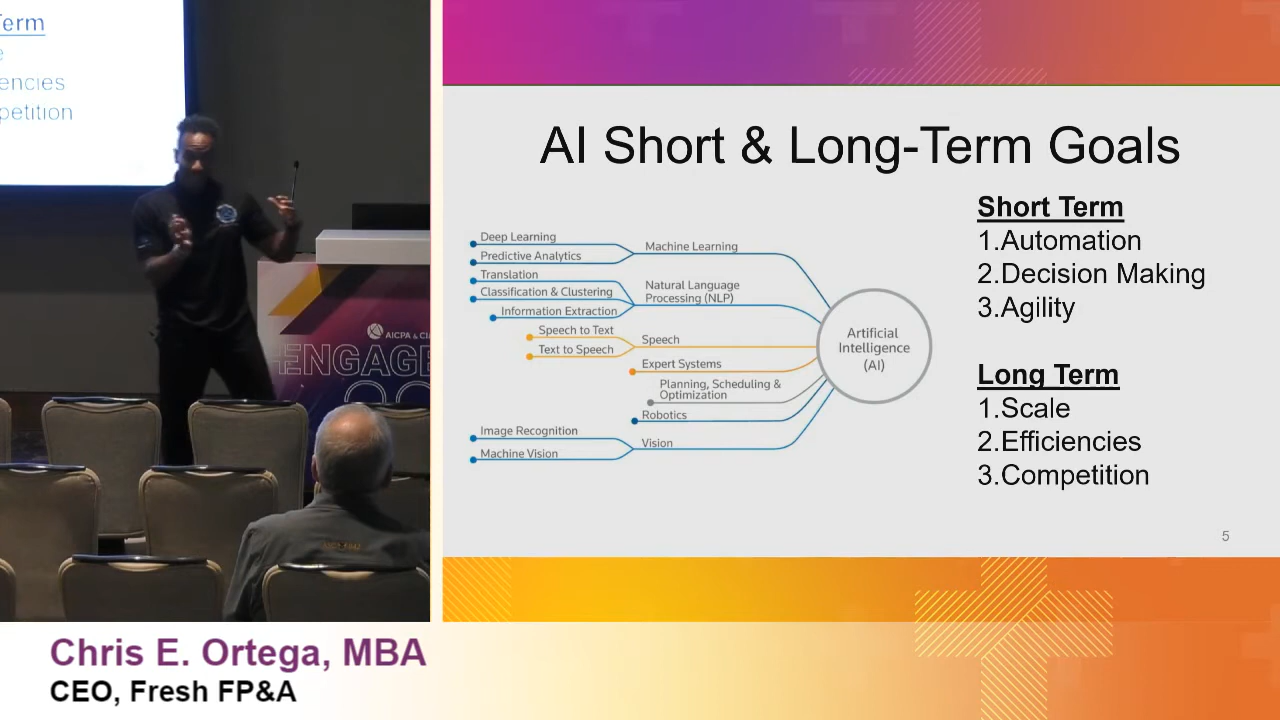 Term
encies
petition
AICPA & CI
ENGAGE
AI Short & Long-Term Goals
Short Term
1.Automation
2.Decision Making
3.Agility
Long Term
1.Scale
2.Efficiencies
3.Competition
Deep Learning
Predictive Analytics
Machine Learning
Translation
Classification & Clustering
Information Extraction
Natural Language
Processing (NLP)
Speech to Text
Text to Speech
Speech
Expert Systems
Planning, Scheduling &
Optimization
Robotics
Image Recognition
Machine Vision
Vision
Artificial
Intelligence
(AI)
5
Chris E. Ortega, MBA
CEO, Fresh FP&A